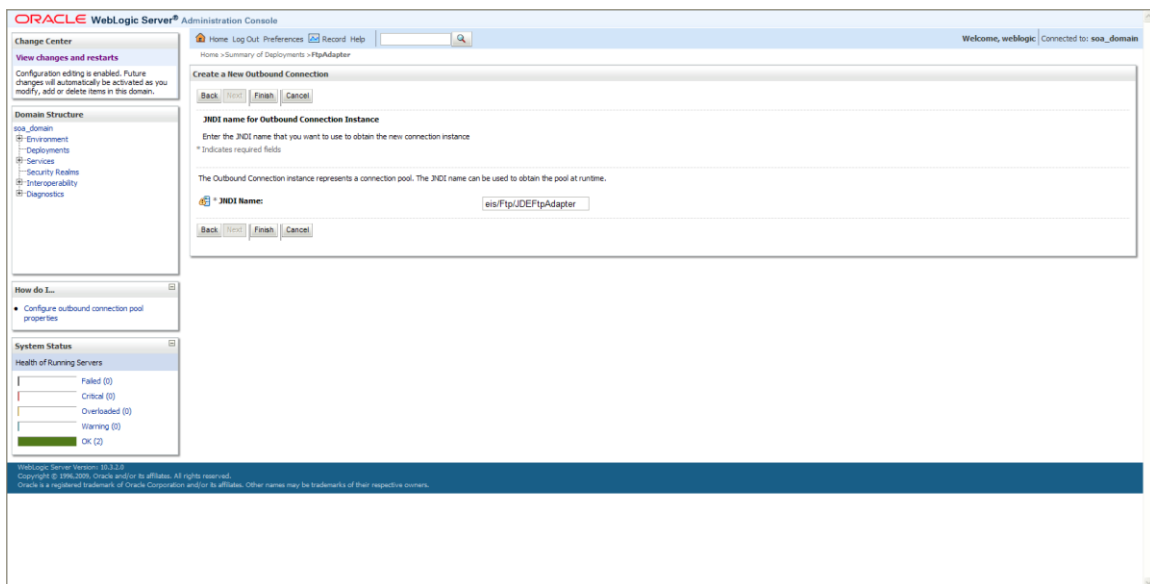 ORACLE WebLogic Server® Administration Console
Change Center
View changes and restarts
Configuration editing is enabled. Future
changes will automatically be activated as you
modify, add or delete items in this domain.
Domain Structure
soa_domain
Environment
Deployments
Services
Security Realms
Interoperability
Diagnostics
How do I...
Configure outbound connection pool
properties
System Status
Health of Running Servers
Failed (0)
Critical (0)
Overloaded (0)
Warning (0)
OK (2)
Home Log Out Preferences Record Help
Welcome, weblogic Connected to: soa_domain
Home >Summary of Deployments >FtpAdapter
Create a New Outbound Connection
Back Next Finish Cancel
JNDI name for Outbound Connection Instance
Enter the JNDI name that you want to use to obtain the new connection instance
* Indicates required fields
The Outbound Connection instance represents a connection pool. The JNDI name can be used to obtain the pool at runtime.
* JNDI Name: eis/Ftp/JDEFtpAdapter
Back Next Finish Cancel
WebLogic Server Version: 10.3.2.0
Copyright © 1996,2009, Oracle and/or its affiliates. All rights reserved.
Oracle is a registered trademark of Oracle Corporation and/or its affiliates. Other names may be trademarks of their respective owners.